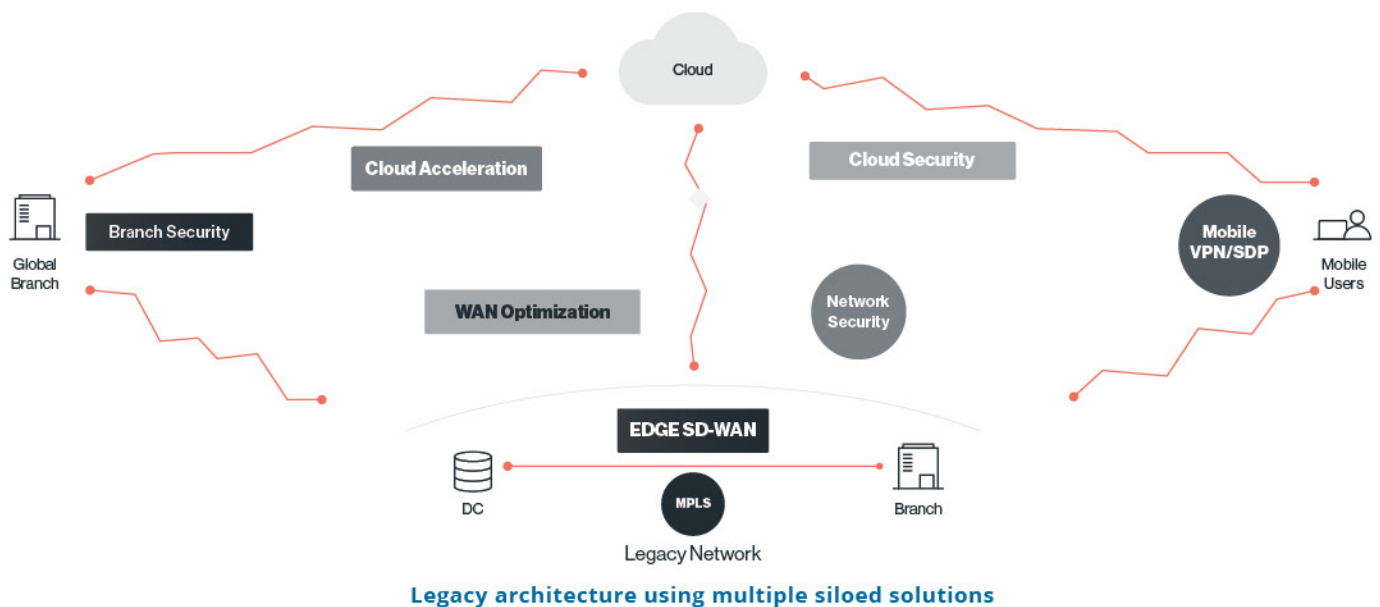 Cloud
Cloud Acceleration
Cloud Security
Branch Security
Global
Branch
Mobile
VPN/SDP
Mobile
Users
WAN Optimization
Network
Security
EDGE SD-WAN
DC
MPLS
Branch
Legacy Network
Legacy architecture using multiple siloed solutions